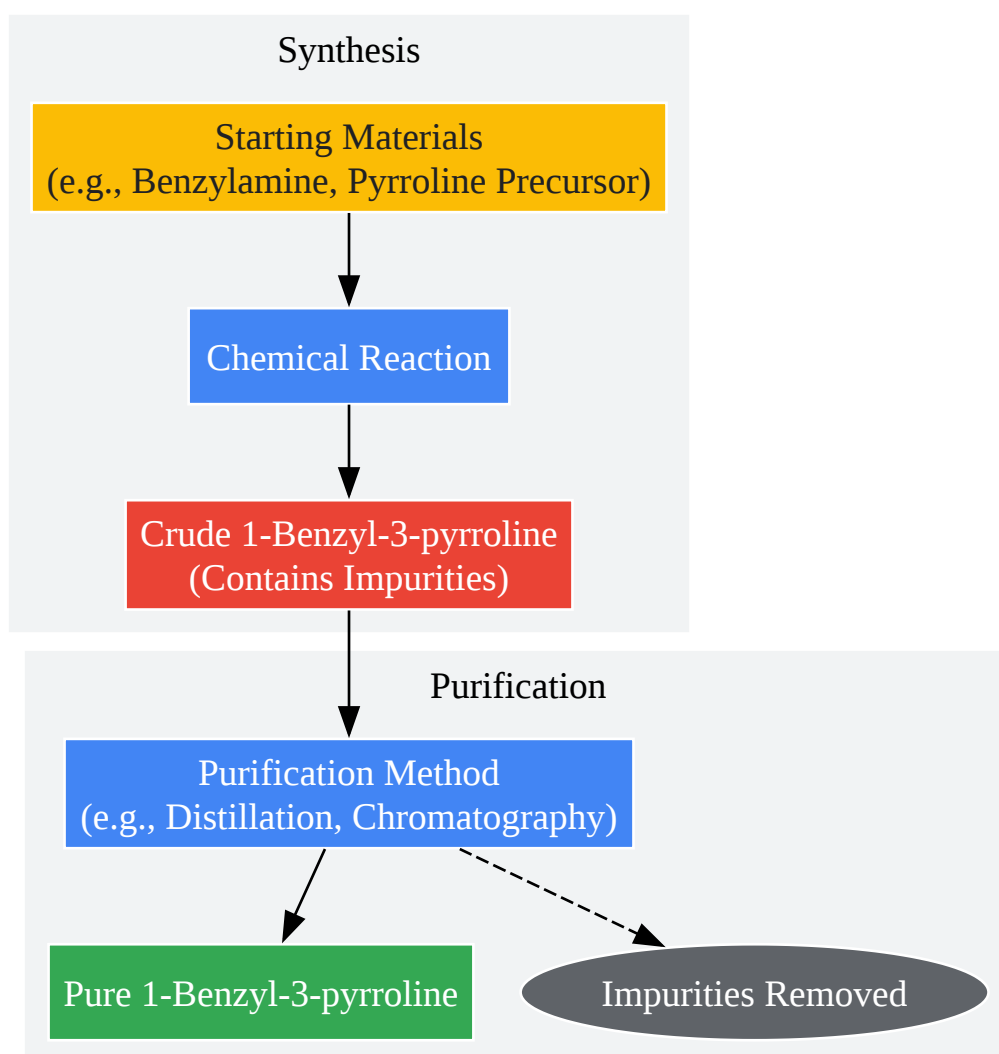 Synthesis
Starting Materials
(e.g., Benzylamine, Pyrroline Precursor)
Chemical Reaction
Crude 1-Benzyl-3-pyrroline
(Contains Impurities)
Purification
Purification Method
(e.g., Distillation, Chromatography)
Pure 1-Benzyl-3-pyrroline
Impurities Removed